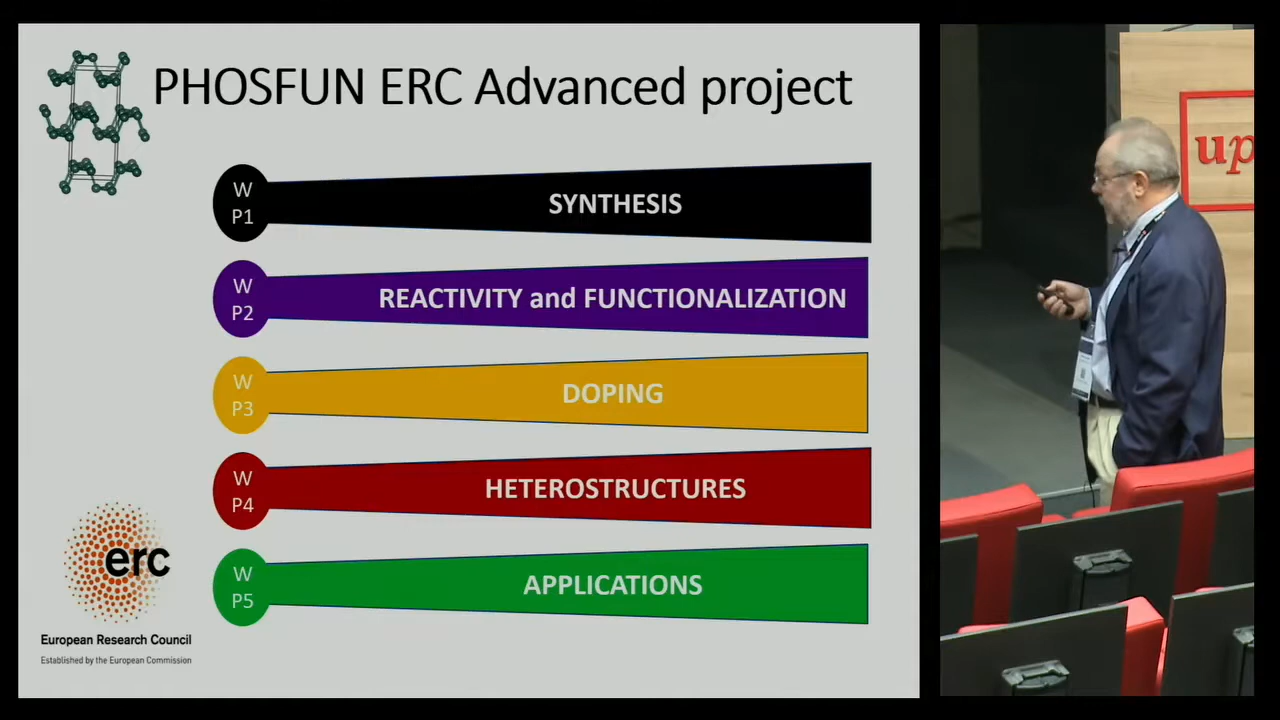 PHOSFUN ERC Advanced project
W
P1
SYNTHESIS
W
P2
REACTIVITY and FUNCTIONALIZATION
W
P3
DOPING
W
P4
HETEROSTRUCTURES
W
P5
APPLICATIONS
erc
European Research Council
Established by the European Commission
up